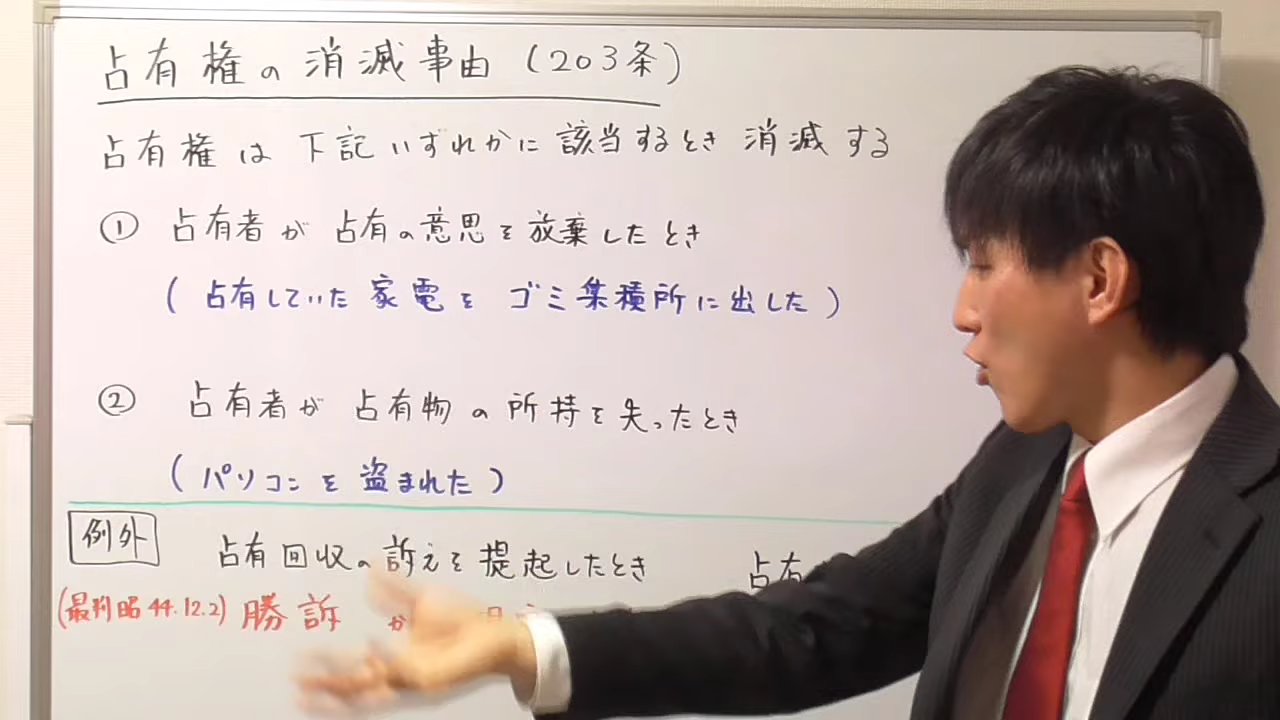 占有権の消滅事由(203条)
占有権は下記いずれかに該当するとき消滅する
① 占有者が占有の意思を放棄したとき
(占有していた家電をゴミ集積所に出した)
② 占有者が占有物の所持を失ったとき
(パソコンを盗まれた)
例外 占有回収の訴えを提起したとき 占有
(最判昭44.12.2) 勝訴 か